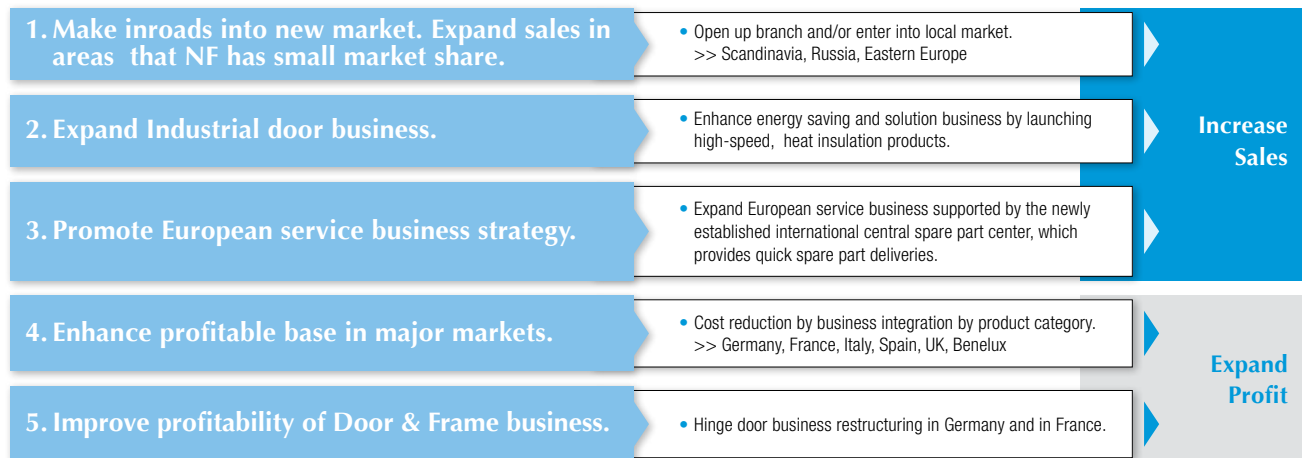 1. Make inroads into new market. Expand sales in
areas that NF has small market share.
• Open up branch and/or enter into local market.
>> Scandinavia, Russia, Eastern Europe
2. Expand Industrial door business.
• Enhance energy saving and solution business by launching
high-speed, heat insulation products.
3. Promote European service business strategy.
• Expand European service business supported by the newly
established international central spare part center, which
provides quick spare part deliveries.
Increase
Sales
4. Enhance profitable base in major markets.
• Cost reduction by business integration by product category.
>> Germany, France, Italy, Spain, UK, Benelux
5. Improve profitability of Door & Frame business.
• Hinge door business restructuring in Germany and in France.
Expand
Profit